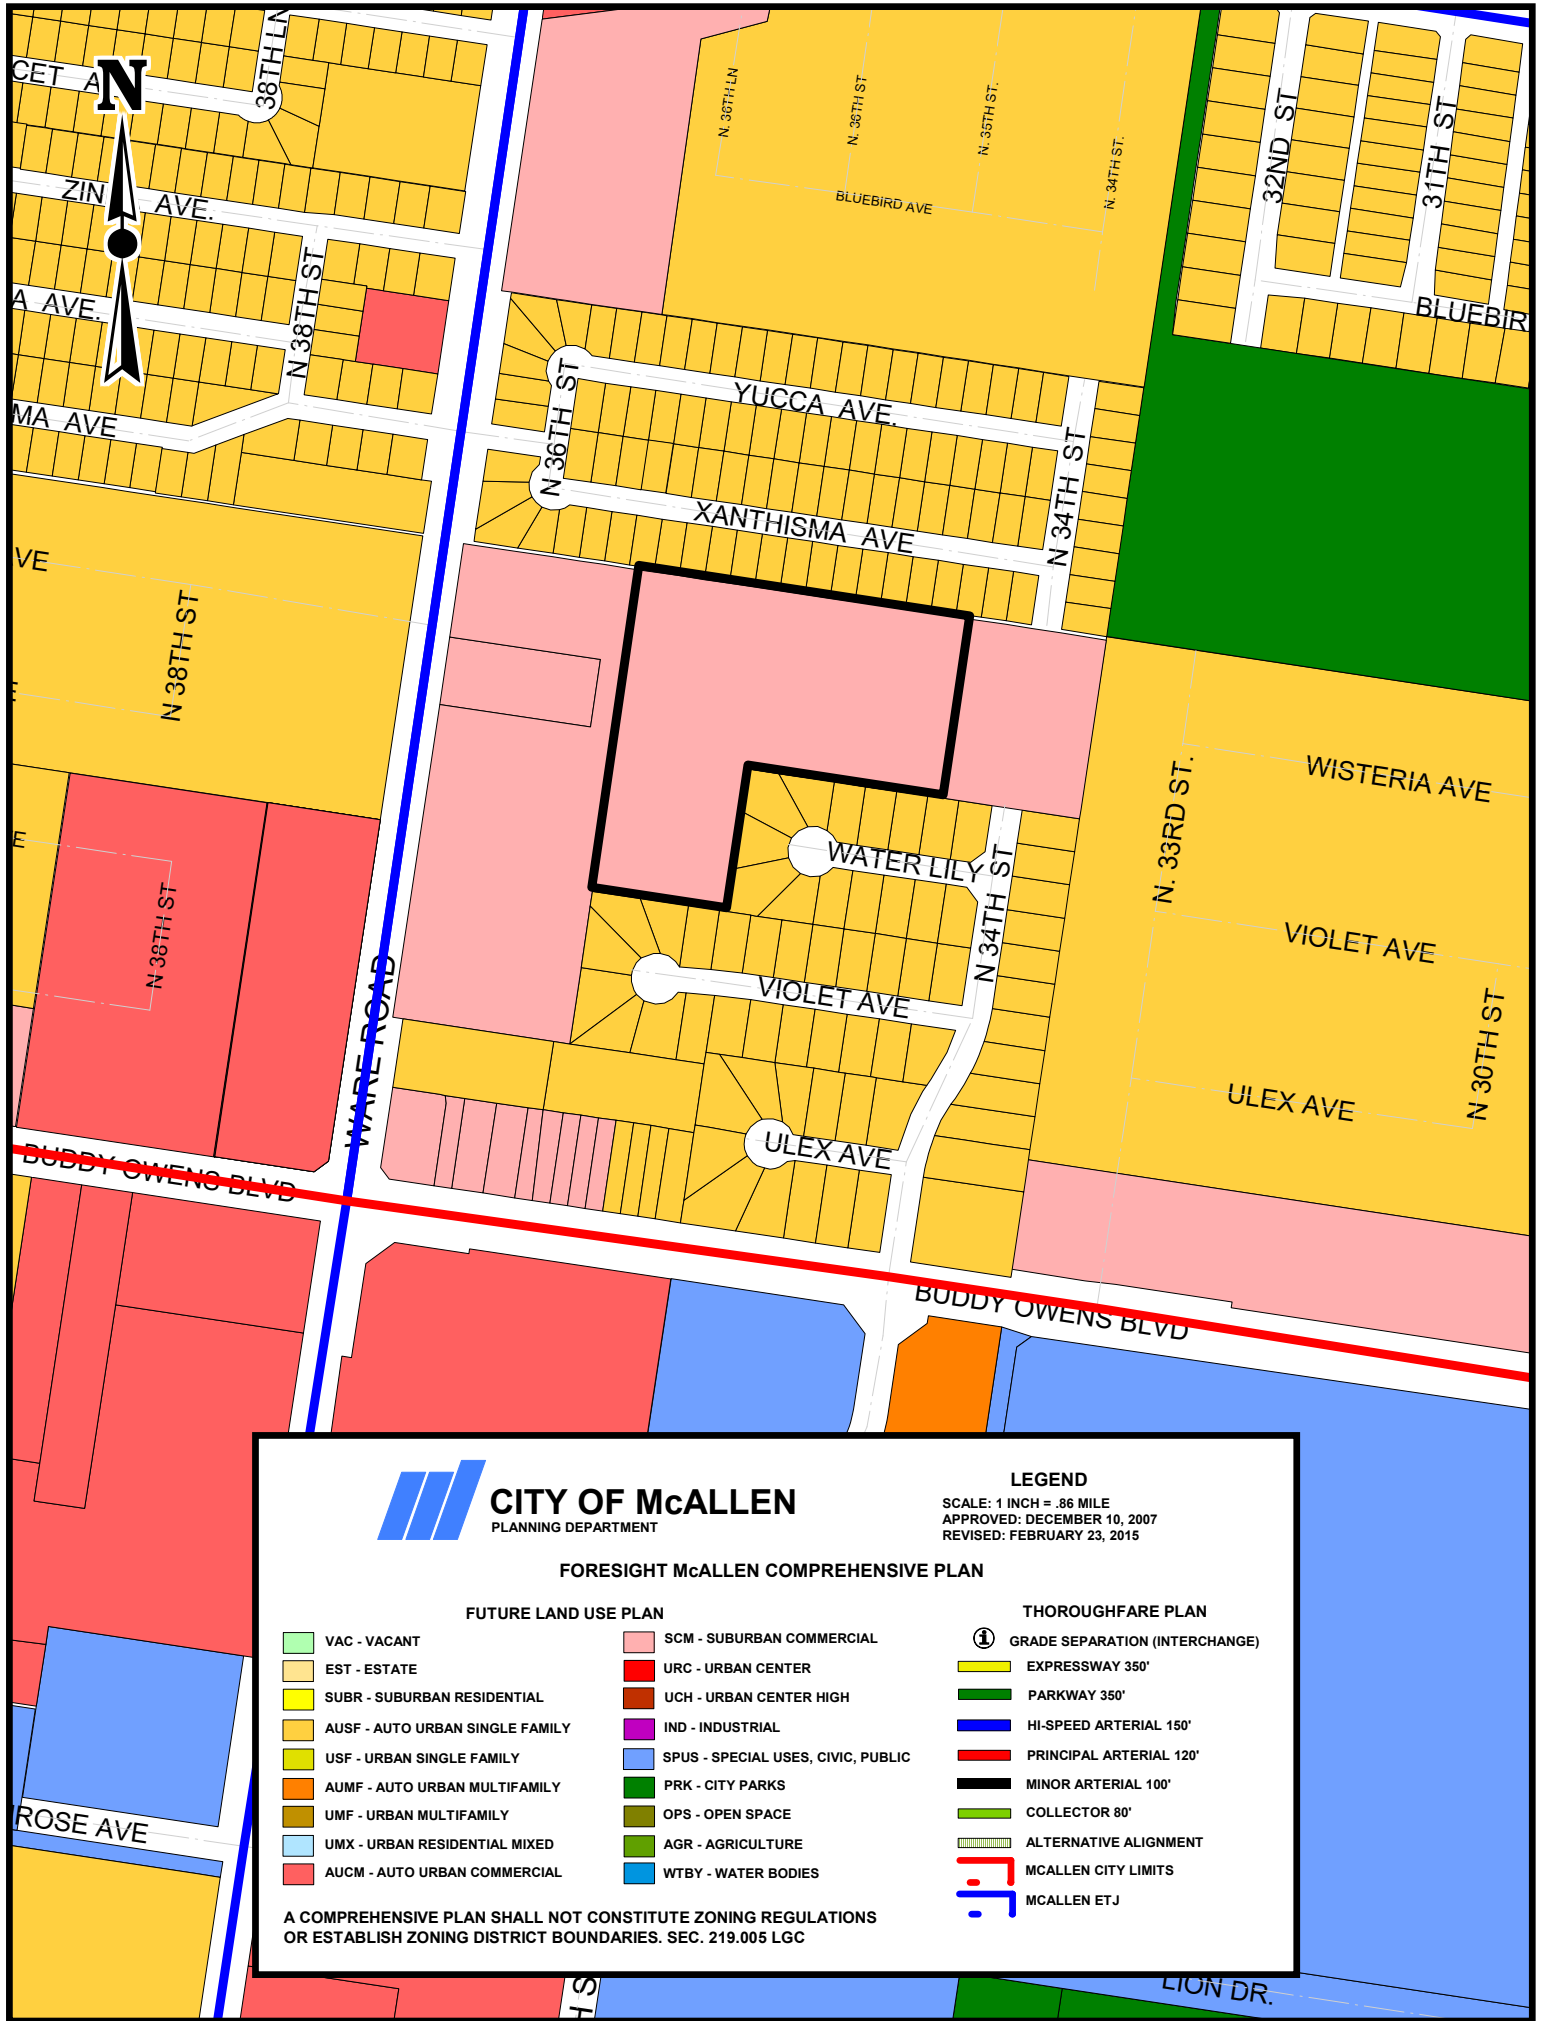 38TH LN
CET A
N
ZIN AVE.
N 38TH ST
A AVE.
MA AVE
N. 36TH LN
N. 36TH ST
N. 35TH ST.
N. 34TH ST.
BLUEBIRD AVE
32ND ST
31TH ST
BLUEBIR
N 36TH ST
YUCCA AVE.
XANTHISMA AVE
N 34TH ST
VE
N 38TH ST
E
E
N 38TH ST
WARE ROAD
WATER LILY
N 34TH ST
VIOLET AVE
ULEX AVE
N. 33RD ST.
WISTERIA AVE
VIOLET AVE
N 30TH ST
ULEX AVE
BUDDY OWENS BLVD
BUDDY OWENS BLVD
CITY OF McALLEN
PLANNING DEPARTMENT
LEGEND
SCALE: 1 INCH = .86 MILE
APPROVED: DECEMBER 10, 2007
REVISED: FEBRUARY 23, 2015
FORESIGHT McALLEN COMPREHENSIVE PLAN
FUTURE LAND USE PLAN
VAC - VACANT
EST - ESTATE
SUBR - SUBURBAN RESIDENTIAL
AUSF - AUTO URBAN SINGLE FAMILY
USF - URBAN SINGLE FAMILY
AUMF - AUTO URBAN MULTIFAMILY
UMF - URBAN MULTIFAMILY
UMX - URBAN RESIDENTIAL MIXED
AUCM - AUTO URBAN COMMERCIAL
SCM - SUBURBAN COMMERCIAL
URC - URBAN CENTER
UCH - URBAN CENTER HIGH
IND - INDUSTRIAL
SPUS - SPECIAL USES, CIVIC, PUBLIC
PRK - CITY PARKS
OPS - OPEN SPACE
AGR - AGRICULTURE
WTBY - WATER BODIES
THOROUGHFARE PLAN
i GRADE SEPARATION (INTERCHANGE)
EXPRESSWAY 350'
PARKWAY 350'
HI-SPEED ARTERIAL 150'
PRINCIPAL ARTERIAL 120'
MINOR ARTERIAL 100'
COLLECTOR 80'
ALTERNATIVE ALIGNMENT
MCALLEN CITY LIMITS
MCALLEN ETJ
A COMPREHENSIVE PLAN SHALL NOT CONSTITUTE ZONING REGULATIONS
OR ESTABLISH ZONING DISTRICT BOUNDARIES. SEC. 219.005 LGC
ROSE AVE
H S
LION DR.